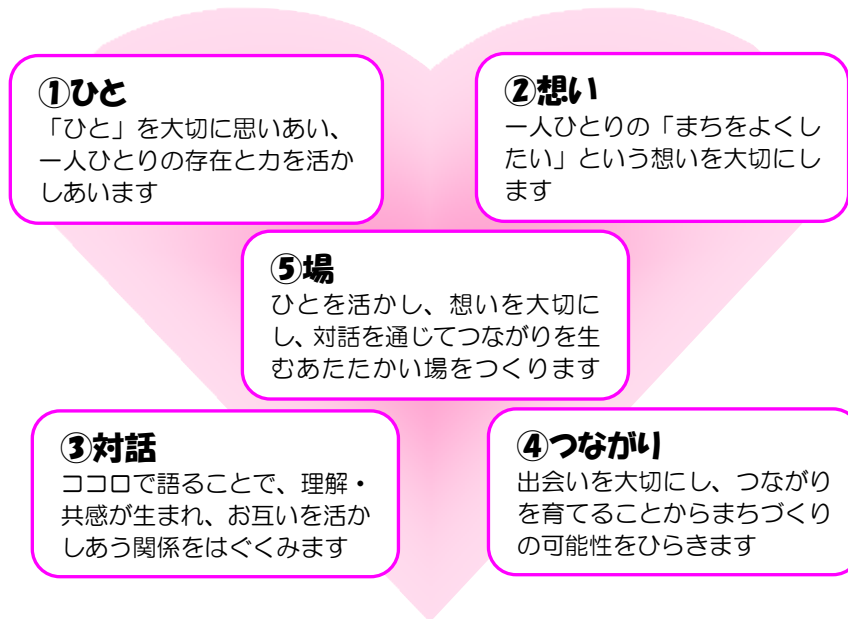 ①ひと
「ひと」を大切に思いあい、
一人ひとりの存在と力を活か
しあいます
②想い
一人ひとりの「まちをよくし
たい」という想いを大切にし
ます
⑤場
ひとを活かし、想いを大切に
し、対話を通じてつながりを生
むあたたかい場をつくります
③対話
ココロで語ることで、理解・
共感が生まれ、お互いを活か
しあう関係をはぐくみます
④つながり
出会いを大切にし、つながり
を育てることからまちづくり
の可能性をひらきます